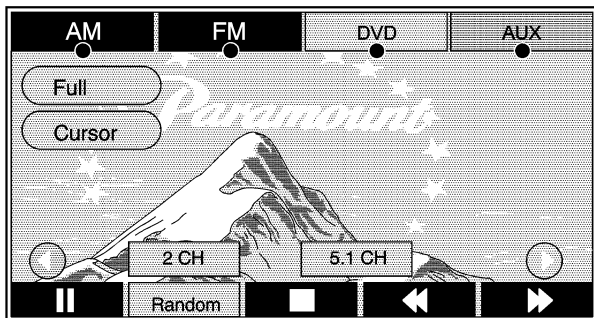 AM FM DVD AUX
Full
Paramount
Cursor
2 CH 5.1 CH
Random